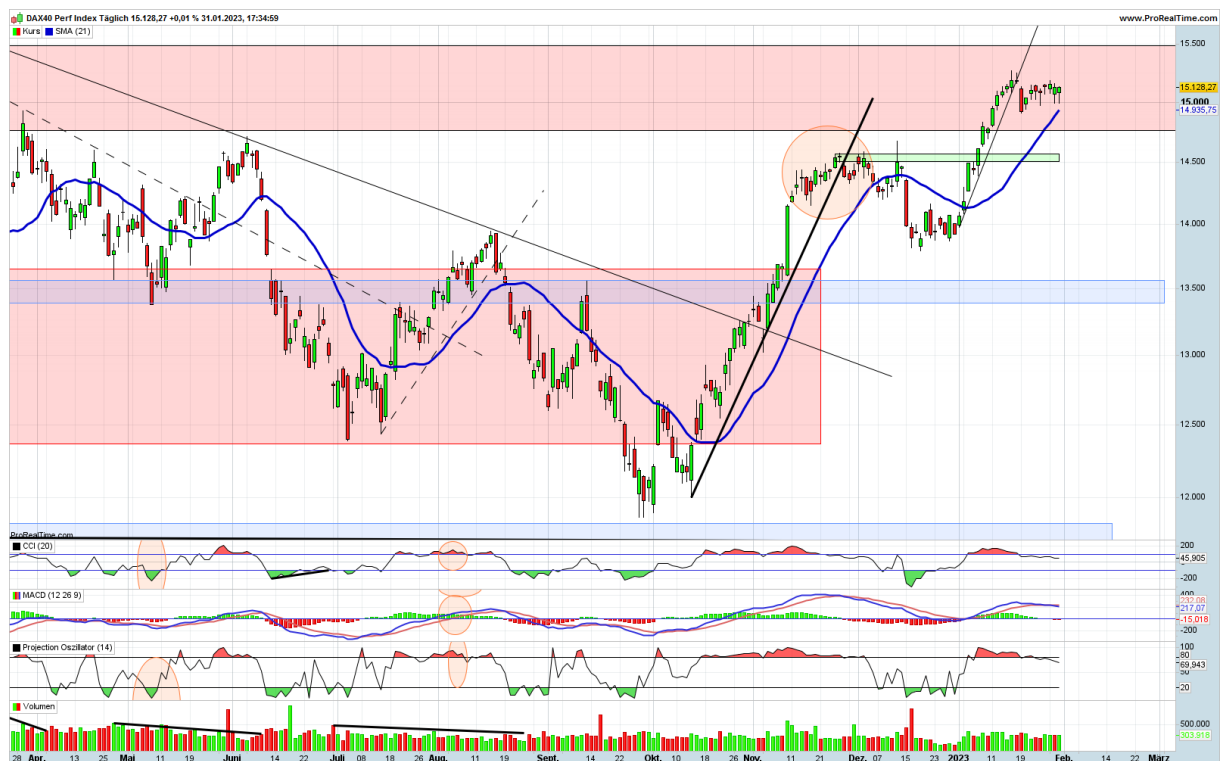 DAX40 Perf Index Täglich 15.128,27 +0,01 % 31.01.2023, 17:34:59
www.ProRealTime.com
Kurs SMA (21)
15.500
15.128,27
15.000
14.935,75
14.500
14.000
13.500
13.000
12.500
12.000
ProRealTime.com
CCI (20)
200
45,905
-200
MACD (12 26 9)
232,08
217,07
-15,018
-200
Projection Oszillator (14)
100
80
69,943
50
20
Volumen
500.000
303.918
28 Apr. 13 25 Mai 11 19 Juni 14 22 Juli 08 18 26 Aug. 11 19 Sept. 14 22 Okt. 10 18 26 Nov. 11 21 Dez. 07 15 23 2023 11 19 Feb. 14 22 März